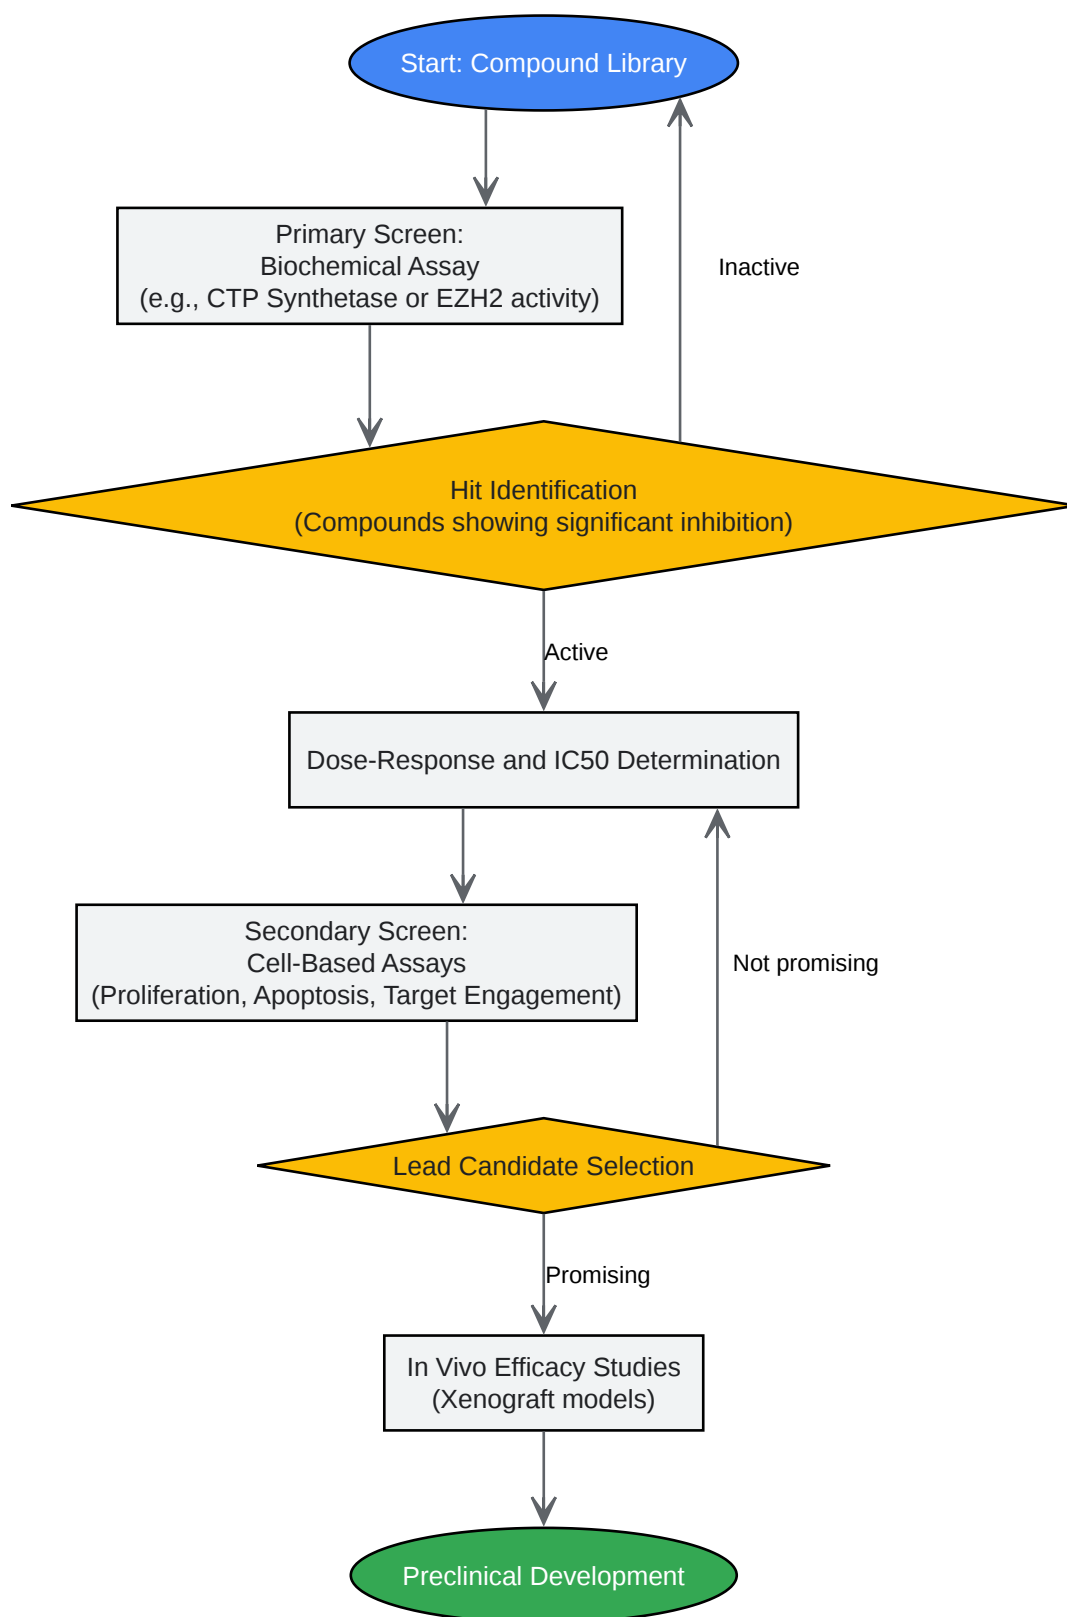 Start: Compound Library
Primary Screen:
Biochemical Assay
(e.g., CTP Synthetase or EZH2 activity)
Inactive
Hit Identification
(Compounds showing significant inhibition)
Active
Dose-Response and IC50 Determination
Secondary Screen:
Cell-Based Assays
(Proliferation, Apoptosis, Target Engagement)
Not promising
Lead Candidate Selection
Promising
In Vivo Efficacy Studies
(Xenograft models)
Preclinical Development